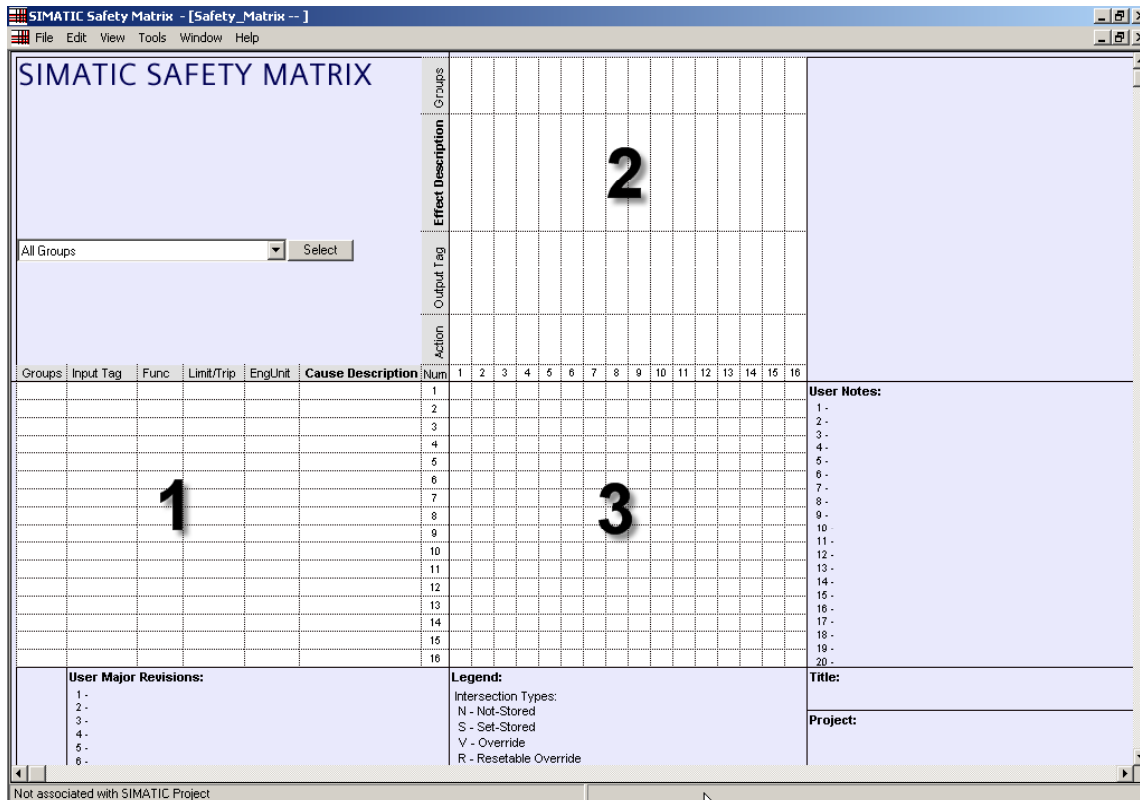 SIMATIC Safety Matrix - [Safety_Matrix -- ]
File Edit View Tools Window Help
SIMATIC SAFETY MATRIX
Groups
Effect Description
Output Tag
Action
2
All Groups
Select
Groups Input Tag Func Limit/Trip EngUnit Cause Description Num 1 2 3 4 5 6 7 8 9 10 11 12 13 14 15 16
1
2
3
4
5
6
7
8
9
10
11
12
13
14
15
16
1
3
User Notes:
1 -
2 -
3 -
4 -
5 -
6 -
7 -
8 -
9 -
10 -
11 -
12 -
13 -
14 -
15 -
16 -
17 -
18 -
19 -
20 -
User Major Revisions:
1 -
2 -
3 -
4 -
5 -
6 -
Legend:
Intersection Types:
N - Not-Stored
S - Set-Stored
V - Override
R - Resetable Override
Title:
Project:
Not associated with SIMATIC Project